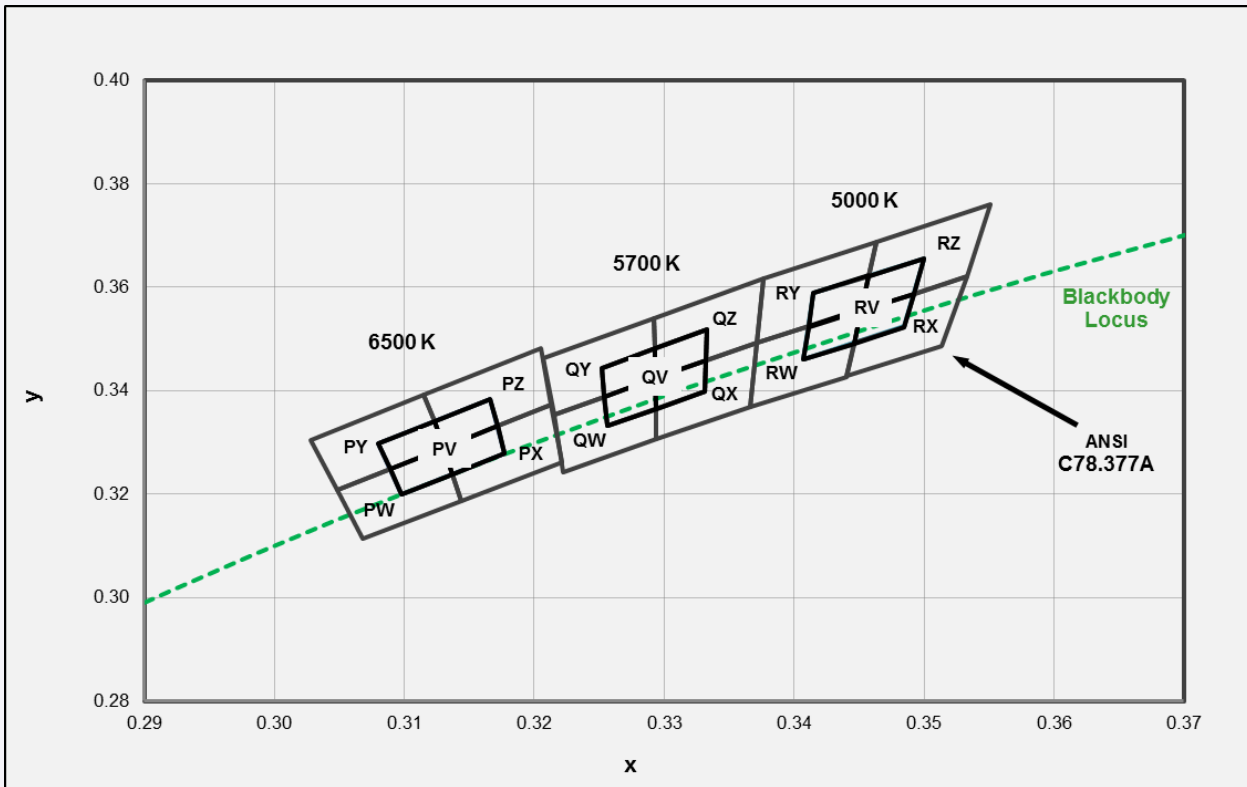 0.40
0.38
0.36
0.34
0.32
0.30
0.28
y
5000 K
5700 K
6500 K
RZ
RY
RV
RX
RW
QZ
QY
QV
QX
QW
PZ
PY
PV
PX
PW
Blackbody
Locus
ANSI
C78.377A
0.29
0.30
0.31
0.32
0.33
0.34
0.35
0.36
0.37
x